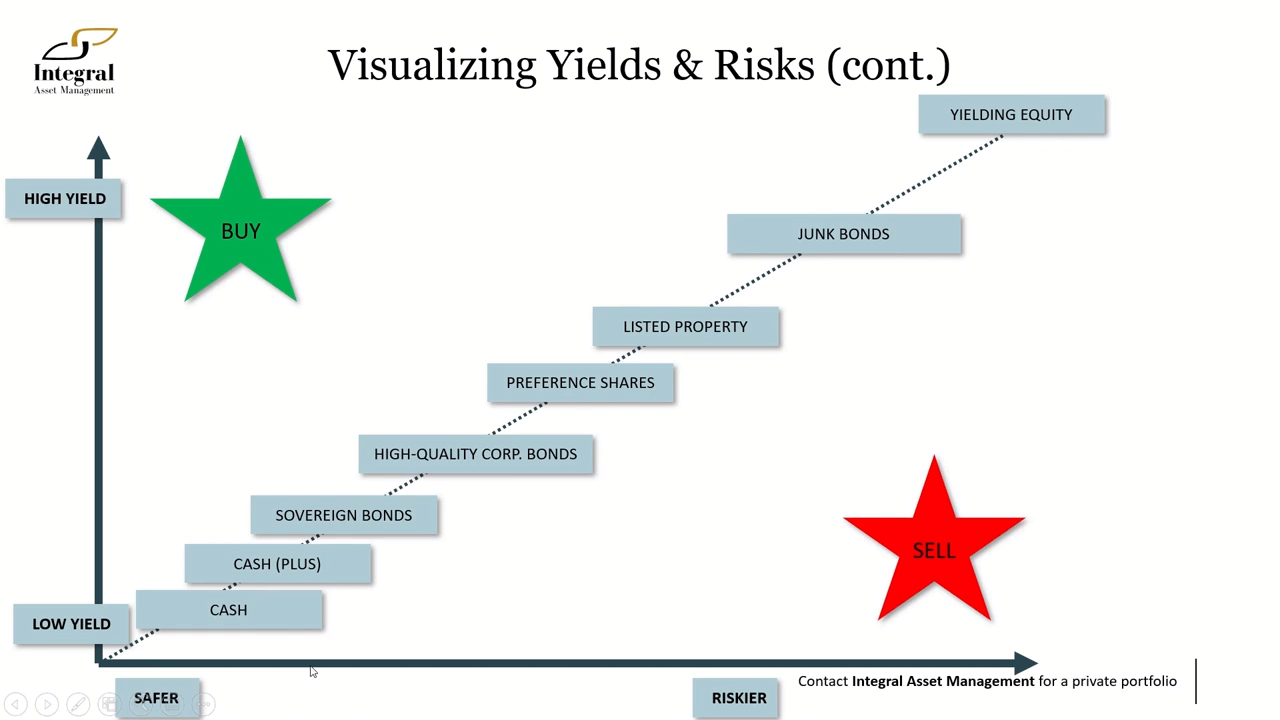 Integral
Asset Management
Visualizing Yields & Risks (cont.)
YIELDING EQUITY
HIGH YIELD
BUY
JUNK BONDS
LISTED PROPERTY
PREFERENCE SHARES
HIGH-QUALITY CORP. BONDS
SOVEREIGN BONDS
SELL
CASH (PLUS)
CASH
LOW YIELD
SAFER
RISKIER
Contact Integral Asset Management for a private portfolio